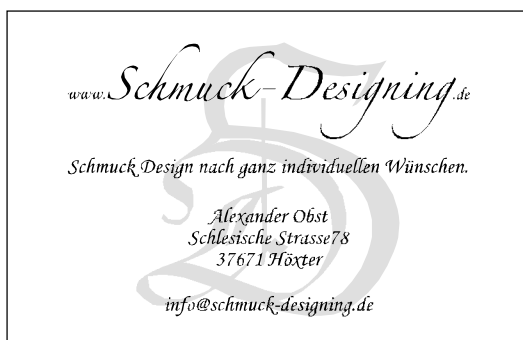 www.Schmuck-Designing.de
Schmuck Design nach ganz individuellen Wünschen.
Alexander Obst
Schlesische Strasse78
37671 Höxter
info@schmuck-designing.de